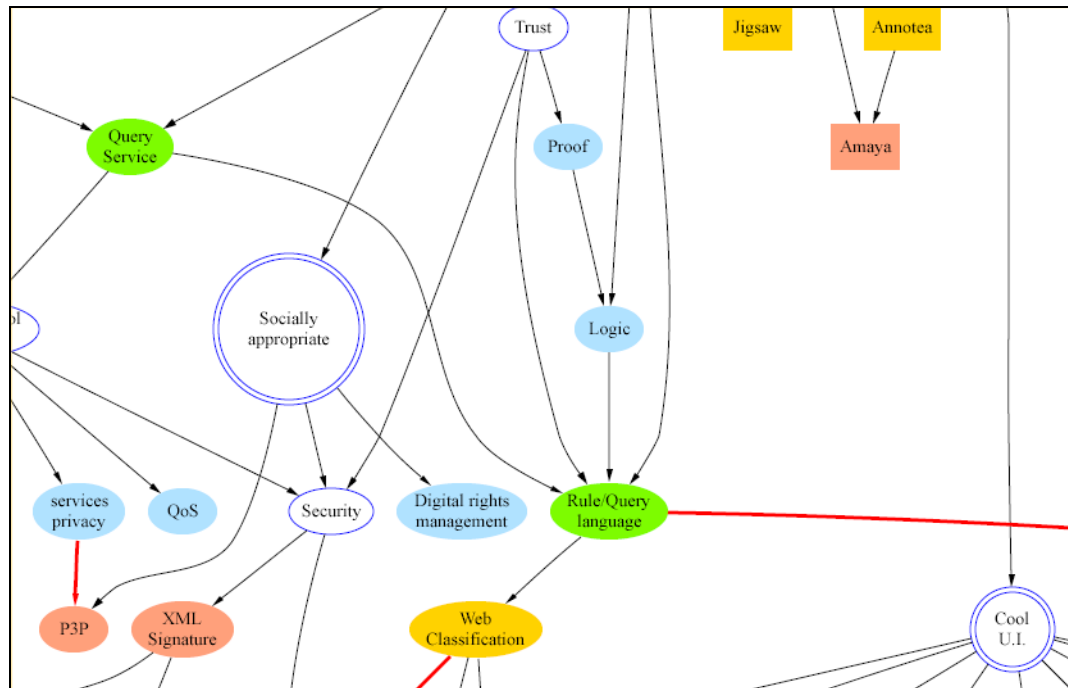 Trust
Jigsaw
Annotea
Query
Service
Proof
Amaya
Socially
appropriate
Logic
services
privacy
QoS
Security
Digital rights
management
Rule/Query
language
P3P
XML
Signature
Web
Classification
Cool
U.I.